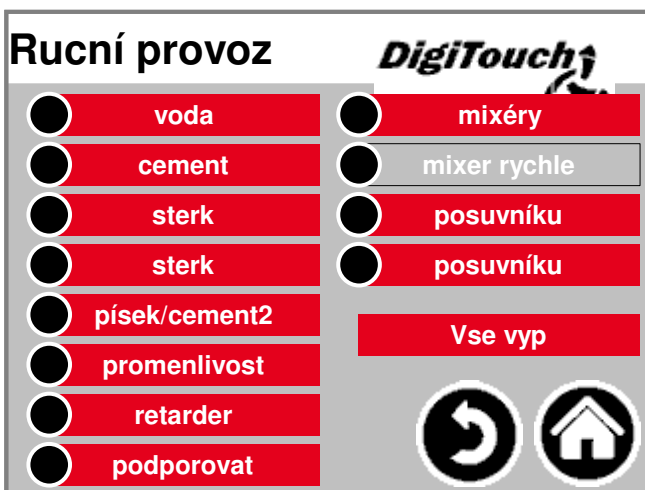 Rucní provoz
DigiTouch
voda
cement
sterk
sterk
písek/cement2
promenlivost
retarder
podporovat
mixéry
mixer rychle
posuvníku
posuvníku
Vse vyp